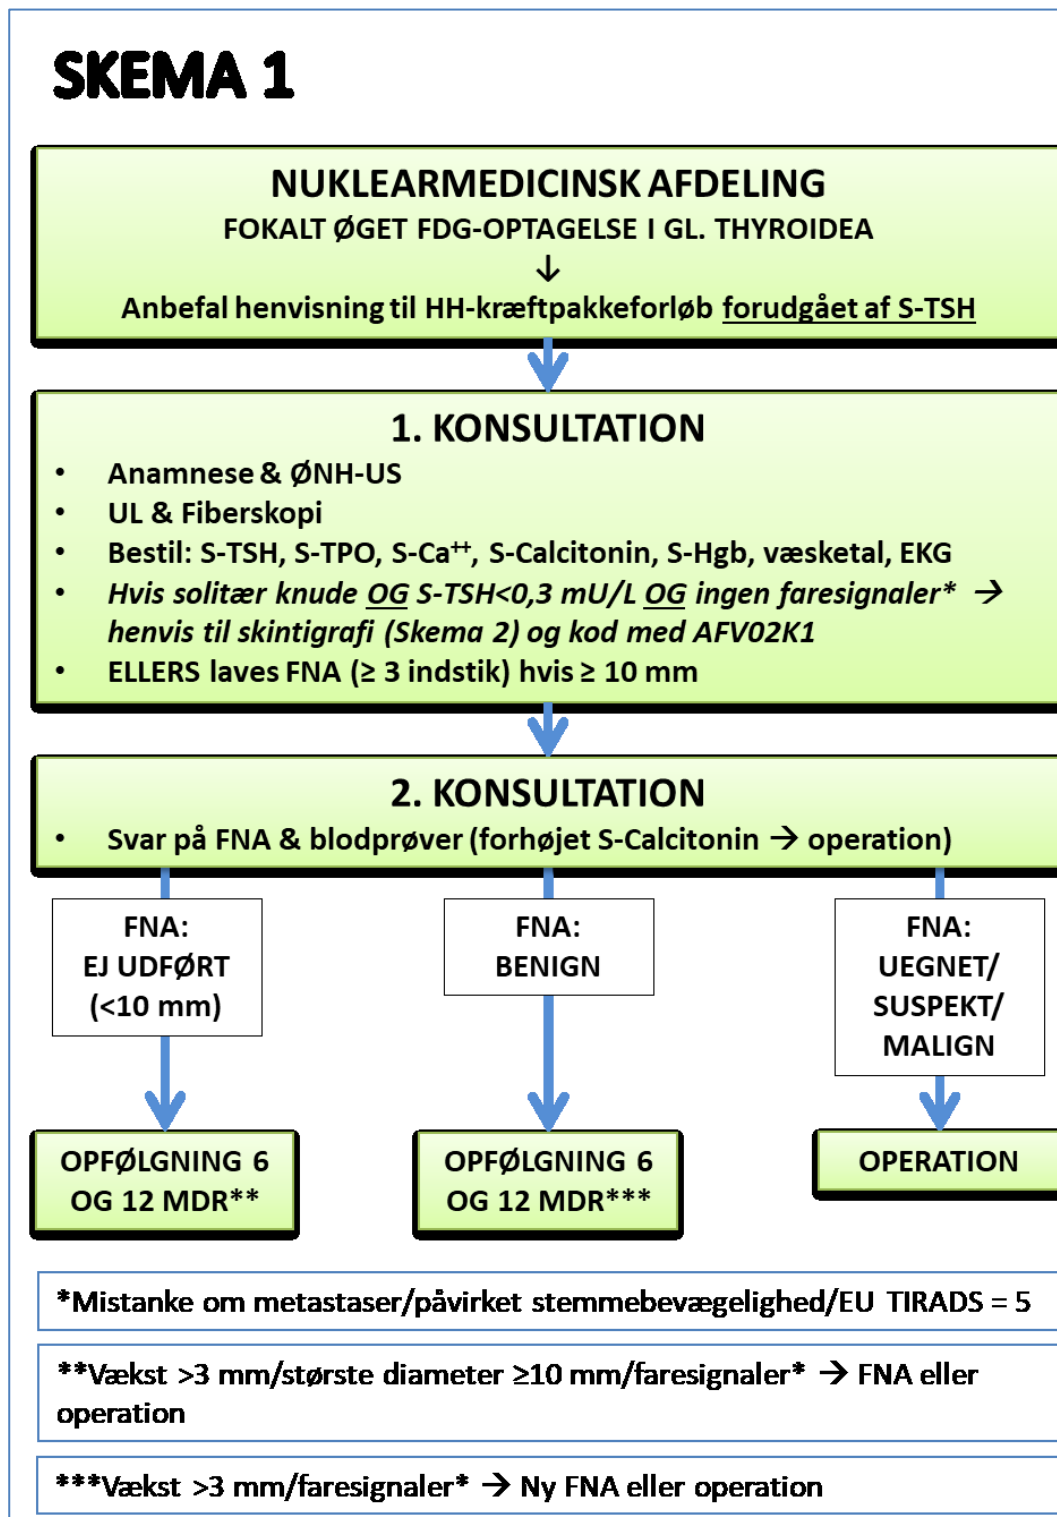 SKEMA 1
NUKLEARMEDICINSK AFDELING
FOKALT ØGET FDG-OPTAGELSE I GL. THYROIDEA
↓
Anbefal henvisning til HH-kræftpakkeforløb forudgået af S-TSH
1. KONSULTATION
• Anamnese & ØNH-US
• UL & Fiberskopi
• Bestil: S-TSH, S-TPO, S-Ca⁺⁺, S-Calcitonin, S-Hgb, væsketal, EKG
• Hvis solitær knude OG S-TSH<0,3 mU/L OG ingen faresignaler* →
henvis til skintigrafi (Skema 2) og kod med AFV02K1
• ELLERS laves FNA (≥ 3 indstik) hvis ≥ 10 mm
2. KONSULTATION
• Svar på FNA & blodprøver (forhøjet S-Calcitonin → operation)
FNA:
EJ UDFØRT
(<10 mm)
FNA:
BENIGN
FNA:
UEGNET/
SUSPEKT/
MALIGN
OPFØLGNING 6
OG 12 MDR**
OPFØLGNING 6
OG 12 MDR***
OPERATION
*Mistanke om metastaser/påvirket stemmebevægelighed/EU TIRADS = 5
**Vækst >3 mm/største diameter ≥10 mm/faresignaler* → FNA eller
operation
***Vækst >3 mm/faresignaler* → Ny FNA eller operation